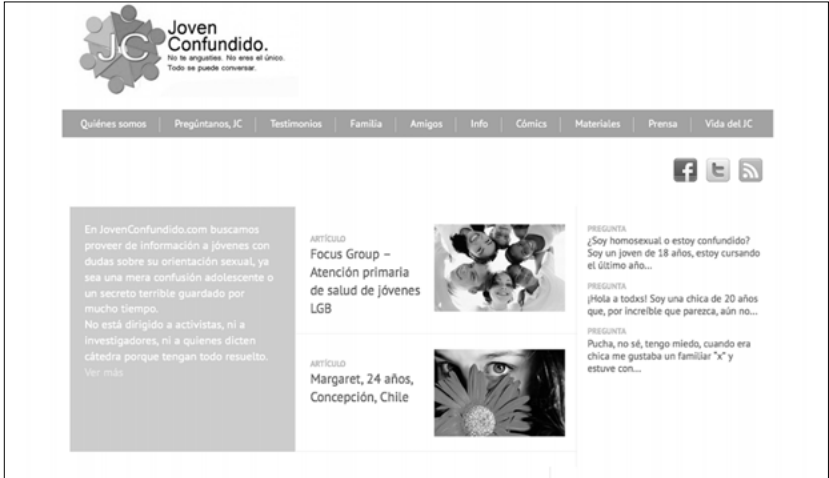 JC
Joven
Confundido.
No te angusties. No eres el único.
Todo se puede conversar.
Quiénes somos | Pregúntanos, JC | Testimonios | Familia | Amigos | Info | Cómics | Materiales | Prensa | Vida del JC
En JovenConfundido.com buscamos
proveer de información a jóvenes con
dudas sobre su orientación sexual, ya
sea una mera confusión adolescente o
un secreto terrible guardado por
mucho tiempo.
No está dirigido a activistas, ni a
investigadores, ni a quienes dicten
cátedra porque tengan todo resuelto.
Ver más
ARTÍCULO
Focus Group –
Atención primaria
de salud de jóvenes
LGB
ARTÍCULO
Margaret, 24 años,
Concepción, Chile
PREGUNTA
¿Soy homosexual o estoy confundido?
Soy un joven de 18 años, estoy cursando
el último año...
PREGUNTA
¡Hola a todxs! Soy una chica de 20 años
que, por increíble que parezca, aún no...
PREGUNTA
Pucha, no sé, tengo miedo, cuando era
chica me gustaba un familiar "x" y
estuve con...